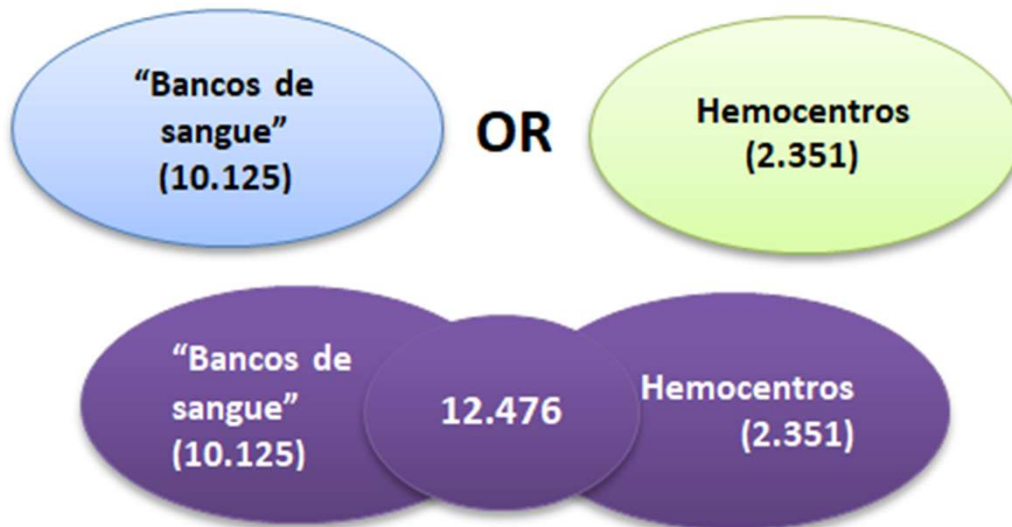 “Bancos de
sangue”
(10.125)
OR
Hemocentros
(2.351)
“Bancos de
sangue”
(10.125)
12.476
Hemocentros
(2.351)